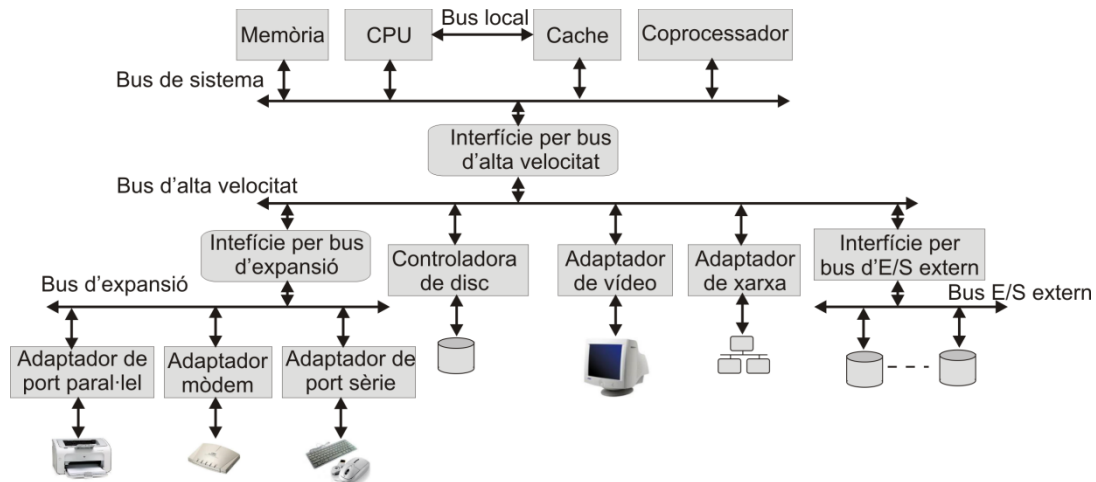 Bus local
Memòria
CPU
Cache
Coprocessador
Bus de sistema
Interfície per bus
d'alta velocitat
Bus d'alta velocitat
Intefície per bus
d'expansió
Controladora
de disc
Adaptador
de vídeo
Adaptador
de xarxa
Interfície per
bus d'E/S extern
Bus d'expansió
Bus E/S extern
Adaptador de
port paral·lel
Adaptador
mòdem
Adaptador de
port sèrie